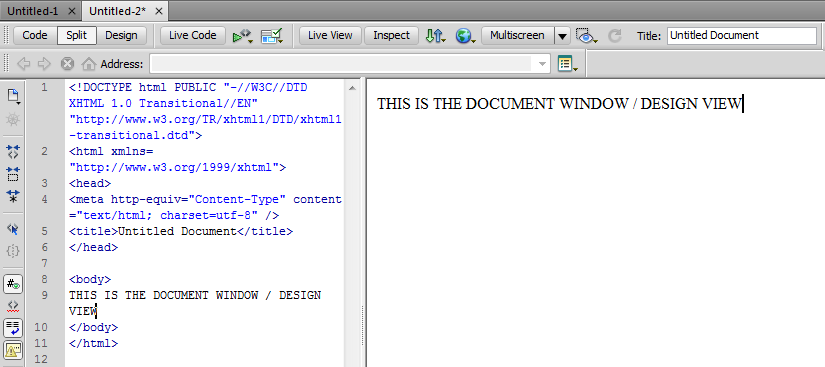 Untitled-1 × Untitled-2* ×
Code Split Design Live Code Live View Inspect Multiscreen Title: Untitled Document
Address:
1 <!DOCTYPE html PUBLIC "-//W3C//DTD
XHTML 1.0 Transitional//EN"
"http://www.w3.org/TR/xhtml1/DTD/xhtml1
-transitional.dtd">
2 <html xmlns=
"http://www.w3.org/1999/xhtml">
3 <head>
4 <meta http-equiv="Content-Type" content
="text/html; charset=utf-8" />
5 <title>Untitled Document</title>
6 </head>
7
8 <body>
9 THIS IS THE DOCUMENT WINDOW / DESIGN
VIEW
10 </body>
11 </html>
12
THIS IS THE DOCUMENT WINDOW / DESIGN VIEW